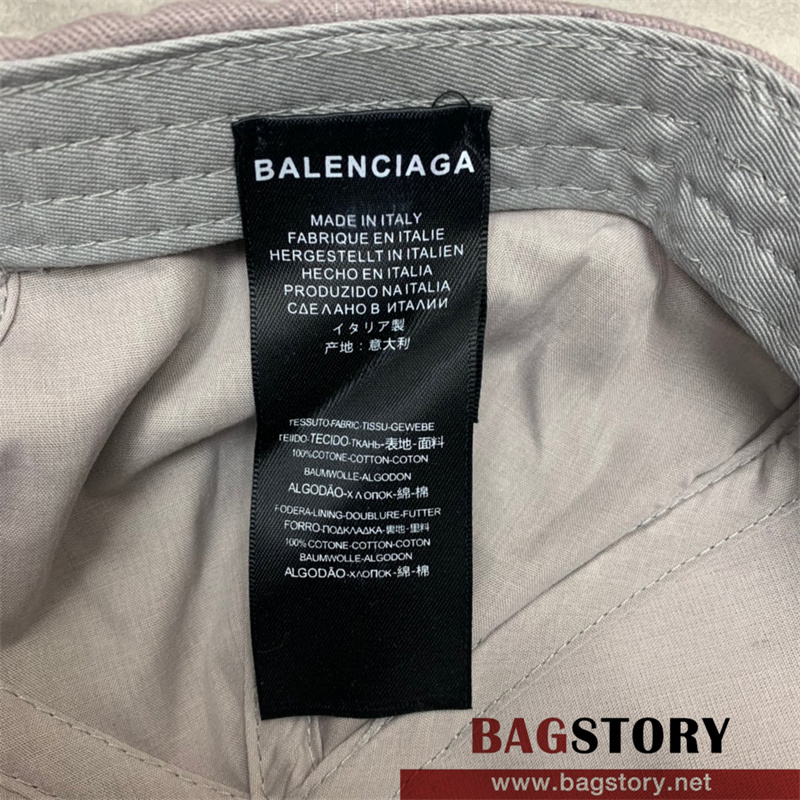 BALENCIAGA
MADE IN ITALY
FABRIQUE EN ITALIE
HERGESTELLT IN ITALIEN
HECHO EN ITALIA
PRODUZIDO NA ITALIA
СДЕЛАНО В ИТАЛИИ
イタリア製
产地：意大利
TESSUTO-FABRIC-TISSU-GEWEBE
TEJIDO-TECIDO-ТКАНЬ-表地-面料
100%COTONE-COTTON-COTON
BAUMWOLLE-ALGODON
ALGODÃO-ХЛОПОК-綿-棉
FODERA-LINING-DOUBLURE-FUTTER
FORRO-ПОДКЛАДКА-裏地-里料
100%COTONE-COTTON-COTON
BAUMWOLLE-ALGODON
ALGODÃO-ХЛОПОК-綿-棉
BAGSTORY
www.bagstory.net